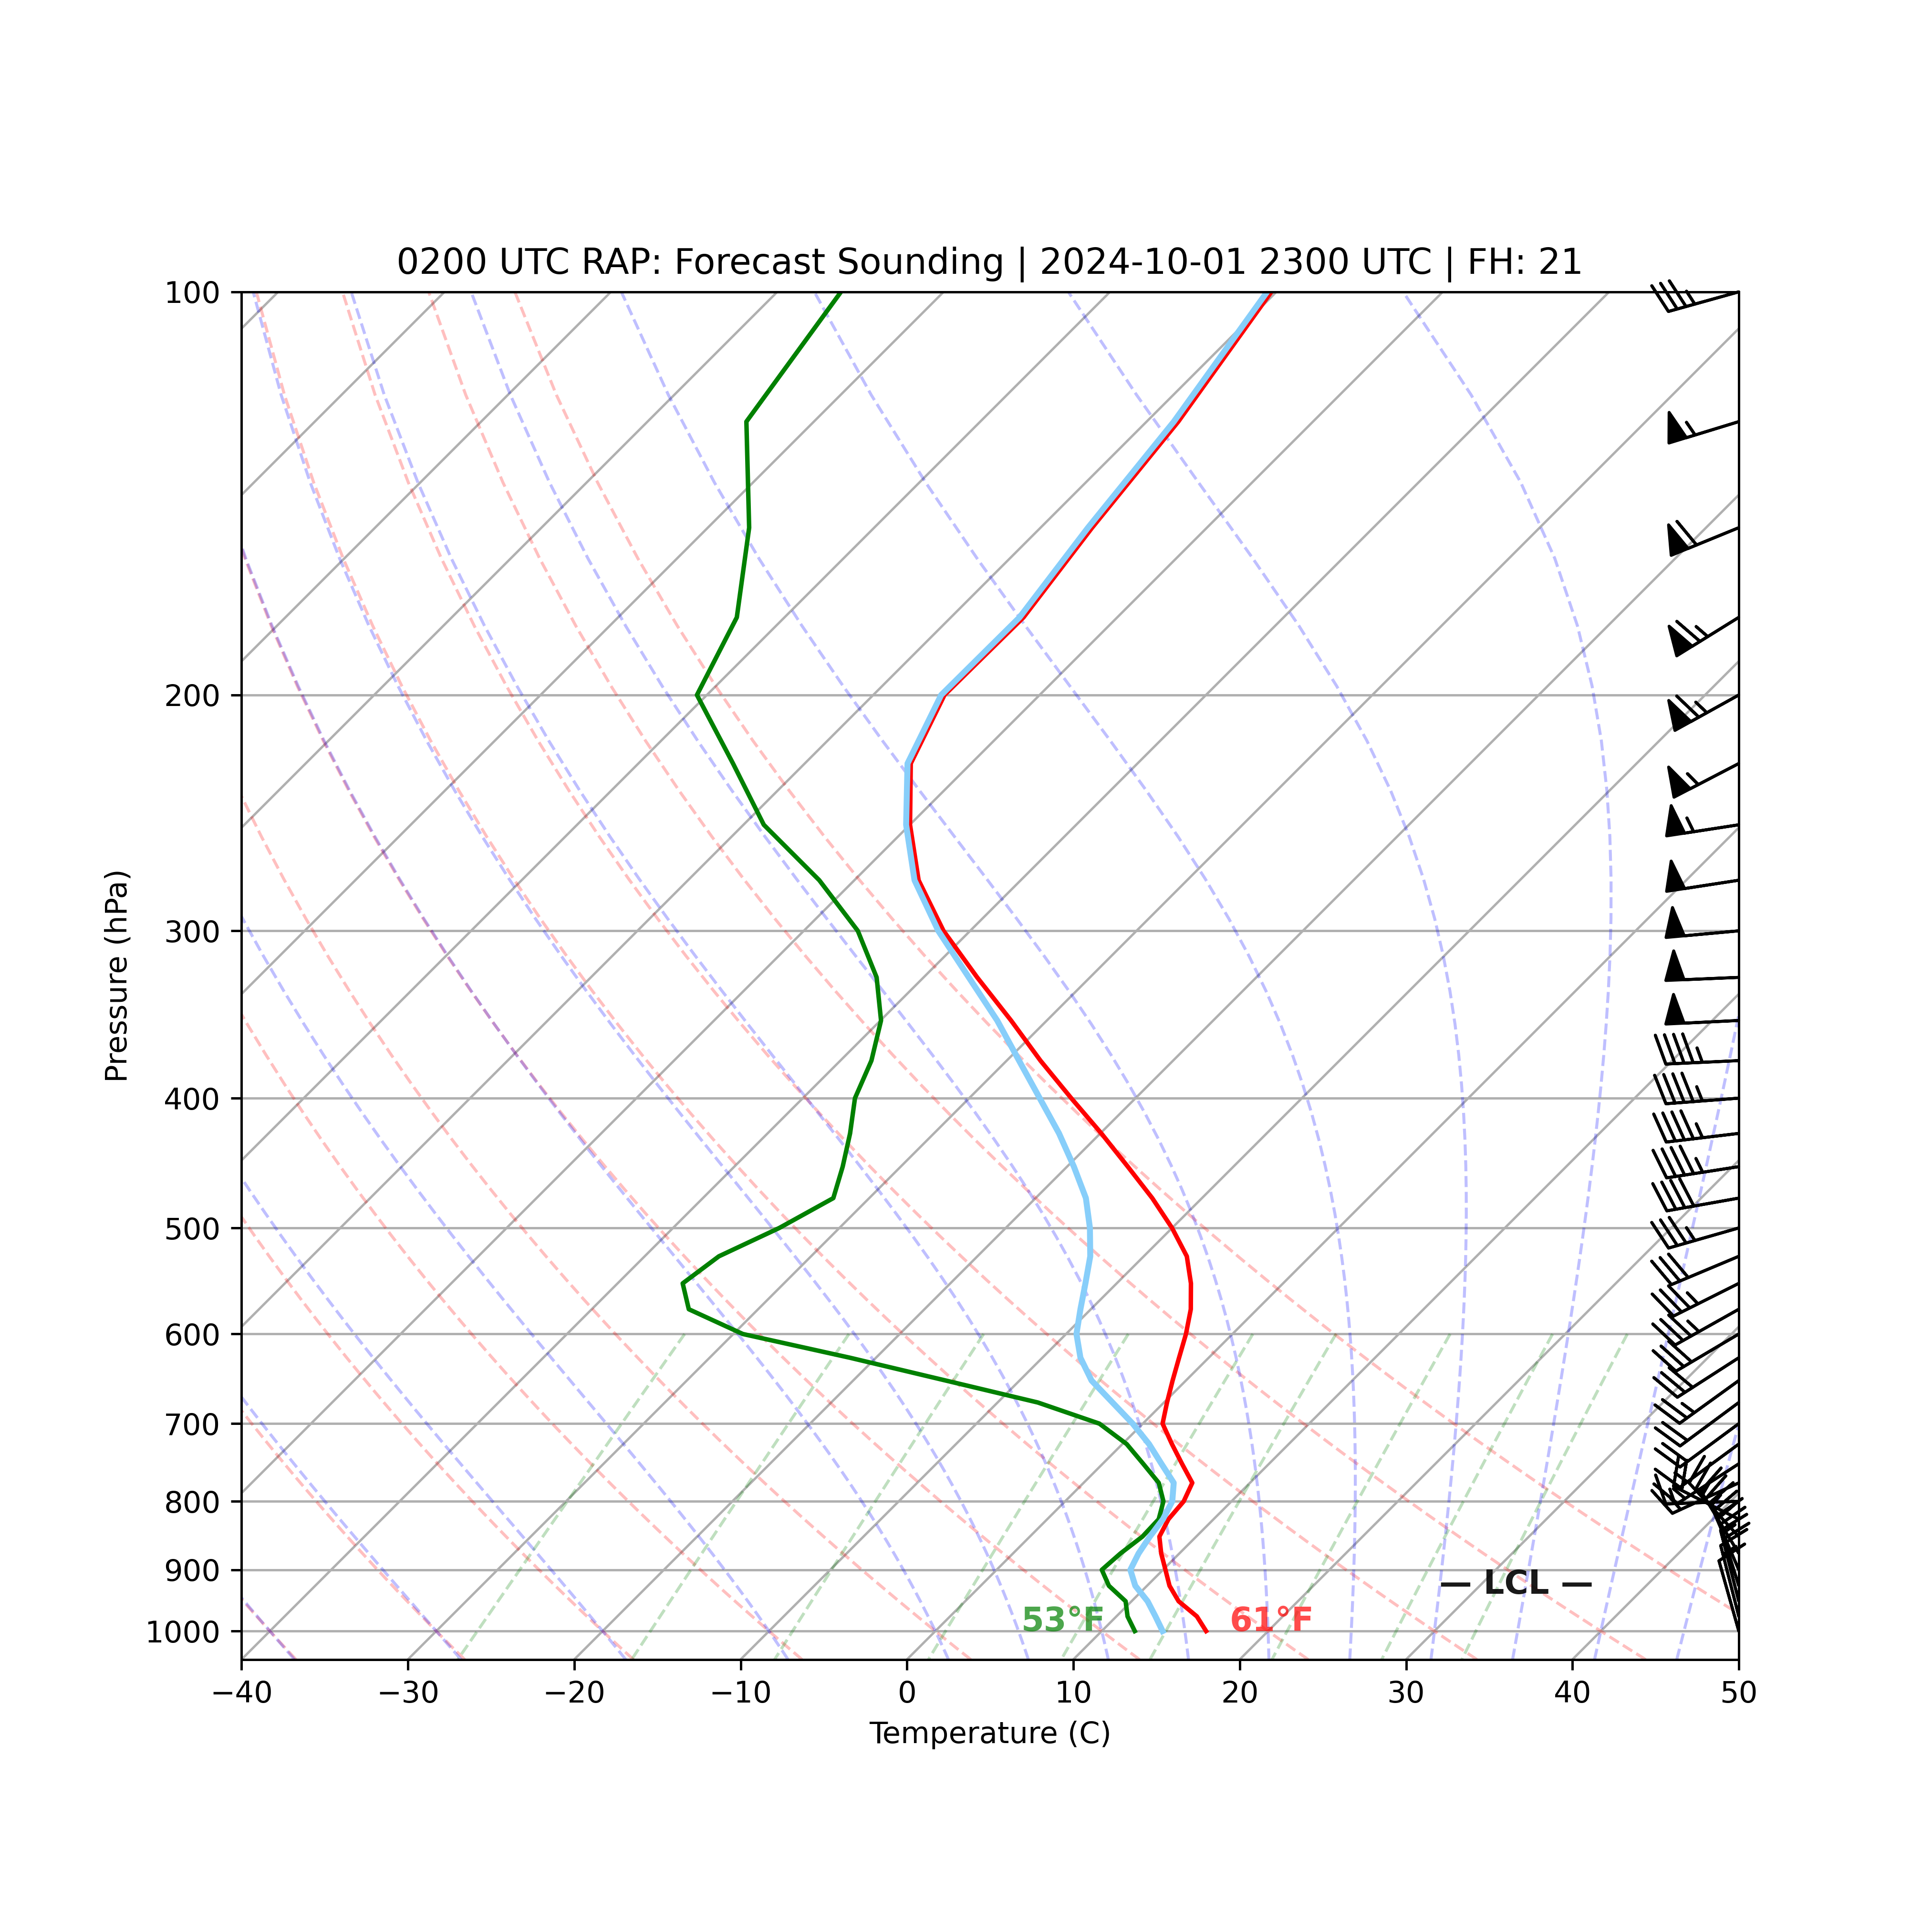 0200 UTC RAP: Forecast Sounding | 2024-10-01 2300 UTC | FH: 21
100
200
300
400
500
600
700
800
900
1000
Pressure (hPa)
— LCL —
53°F 61°F
−40 −30 −20 −10 0 10 20 30 40 50
Temperature (C)